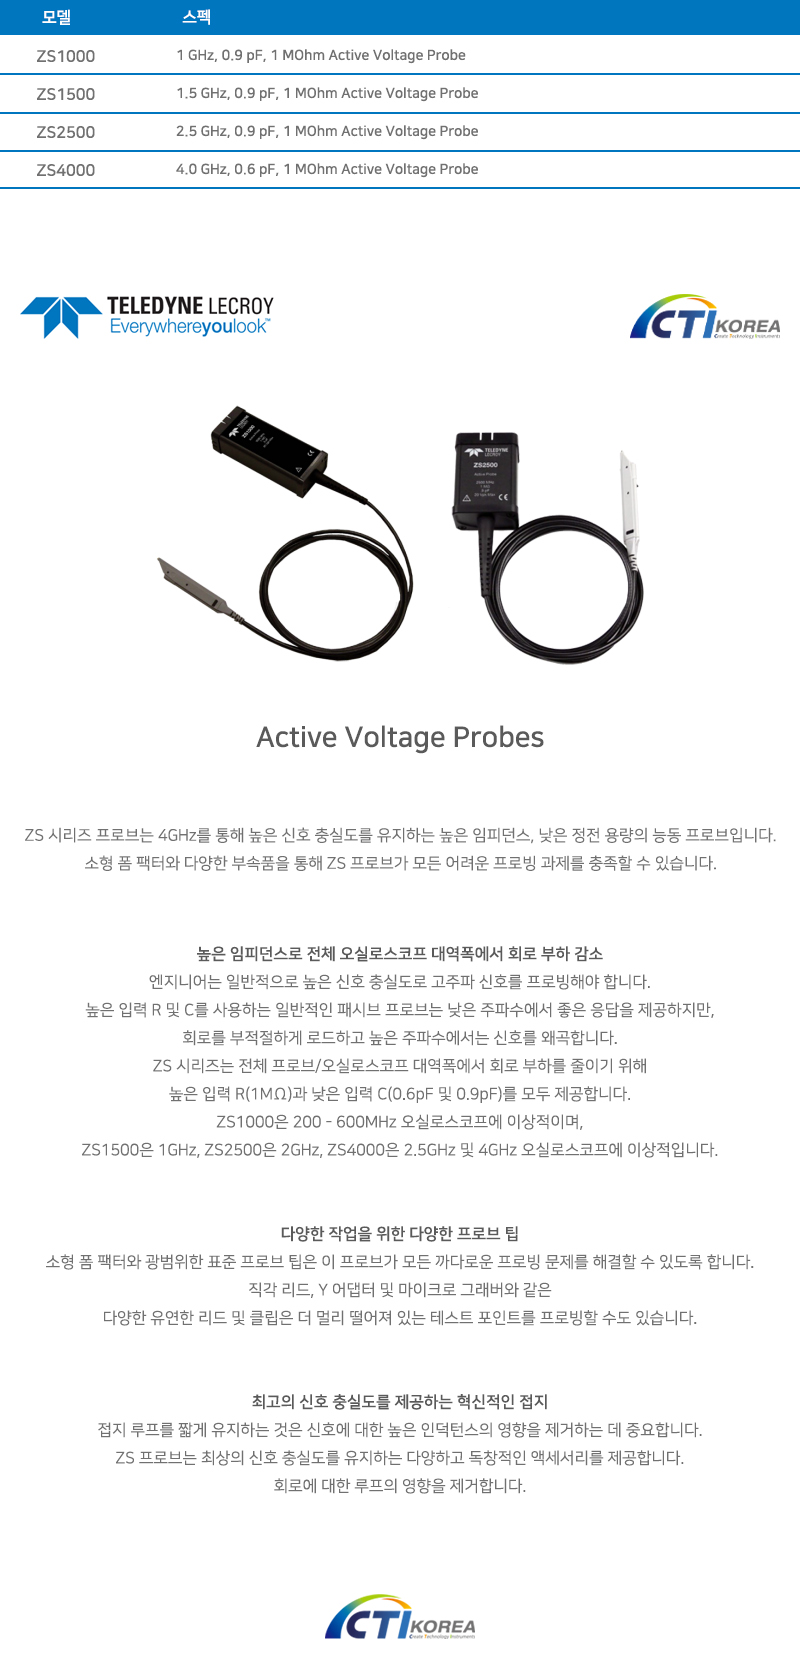 모델 스펙
ZS1000 1 GHz, 0.9 pF, 1 MOhm Active Voltage Probe
ZS1500 1.5 GHz, 0.9 pF, 1 MOhm Active Voltage Probe
ZS2500 2.5 GHz, 0.9 pF, 1 MOhm Active Voltage Probe
ZS4000 4.0 GHz, 0.6 pF, 1 MOhm Active Voltage Probe
TELEDYNE LECROY
Everywhereyoulook™
CTI KOREA
Create Technology Instruments
TELEDYNE
LECROY
ZS2500
Active Probe
CE
ZS1500
CE
Active Voltage Probes
ZS 시리즈 프로브는 4GHz를 통해 높은 신호 충실도를 유지하는 높은 임피던스, 낮은 정전 용량의 능동 프로브입니다.
소형 폼 팩터와 다양한 부속품을 통해 ZS 프로브가 모든 어려운 프로빙 과제를 충족할 수 있습니다.
높은 임피던스로 전체 오실로스코프 대역폭에서 회로 부하 감소
엔지니어는 일반적으로 높은 신호 충실도로 고주파 신호를 프로빙해야 합니다.
높은 입력 R 및 C를 사용하는 일반적인 패시브 프로브는 낮은 주파수에서 좋은 응답을 제공하지만,
회로를 부적절하게 로드하고 높은 주파수에서는 신호를 왜곡합니다.
ZS 시리즈는 전체 프로브/오실로스코프 대역폭에서 회로 부하를 줄이기 위해
높은 입력 R(1MΩ)과 낮은 입력 C(0.6pF 및 0.9pF)를 모두 제공합니다.
ZS1000은 200 - 600MHz 오실로스코프에 이상적이며,
ZS1500은 1GHz, ZS2500은 2GHz, ZS4000은 2.5GHz 및 4GHz 오실로스코프에 이상적입니다.
다양한 작업을 위한 다양한 프로브 팁
소형 폼 팩터와 광범위한 표준 프로브 팁은 이 프로브가 모든 까다로운 프로빙 문제를 해결할 수 있도록 합니다.
직각 리드, Y 어댑터 및 마이크로 그래버와 같은
다양한 유연한 리드 및 클립은 더 멀리 떨어져 있는 테스트 포인트를 프로빙할 수도 있습니다.
최고의 신호 충실도를 제공하는 혁신적인 접지
접지 루프를 짧게 유지하는 것은 신호에 대한 높은 인덕턴스의 영향을 제거하는 데 중요합니다.
ZS 프로브는 최상의 신호 충실도를 유지하는 다양하고 독창적인 액세서리를 제공합니다.
회로에 대한 루프의 영향을 제거합니다.
CTI KOREA
Create Technology Instruments